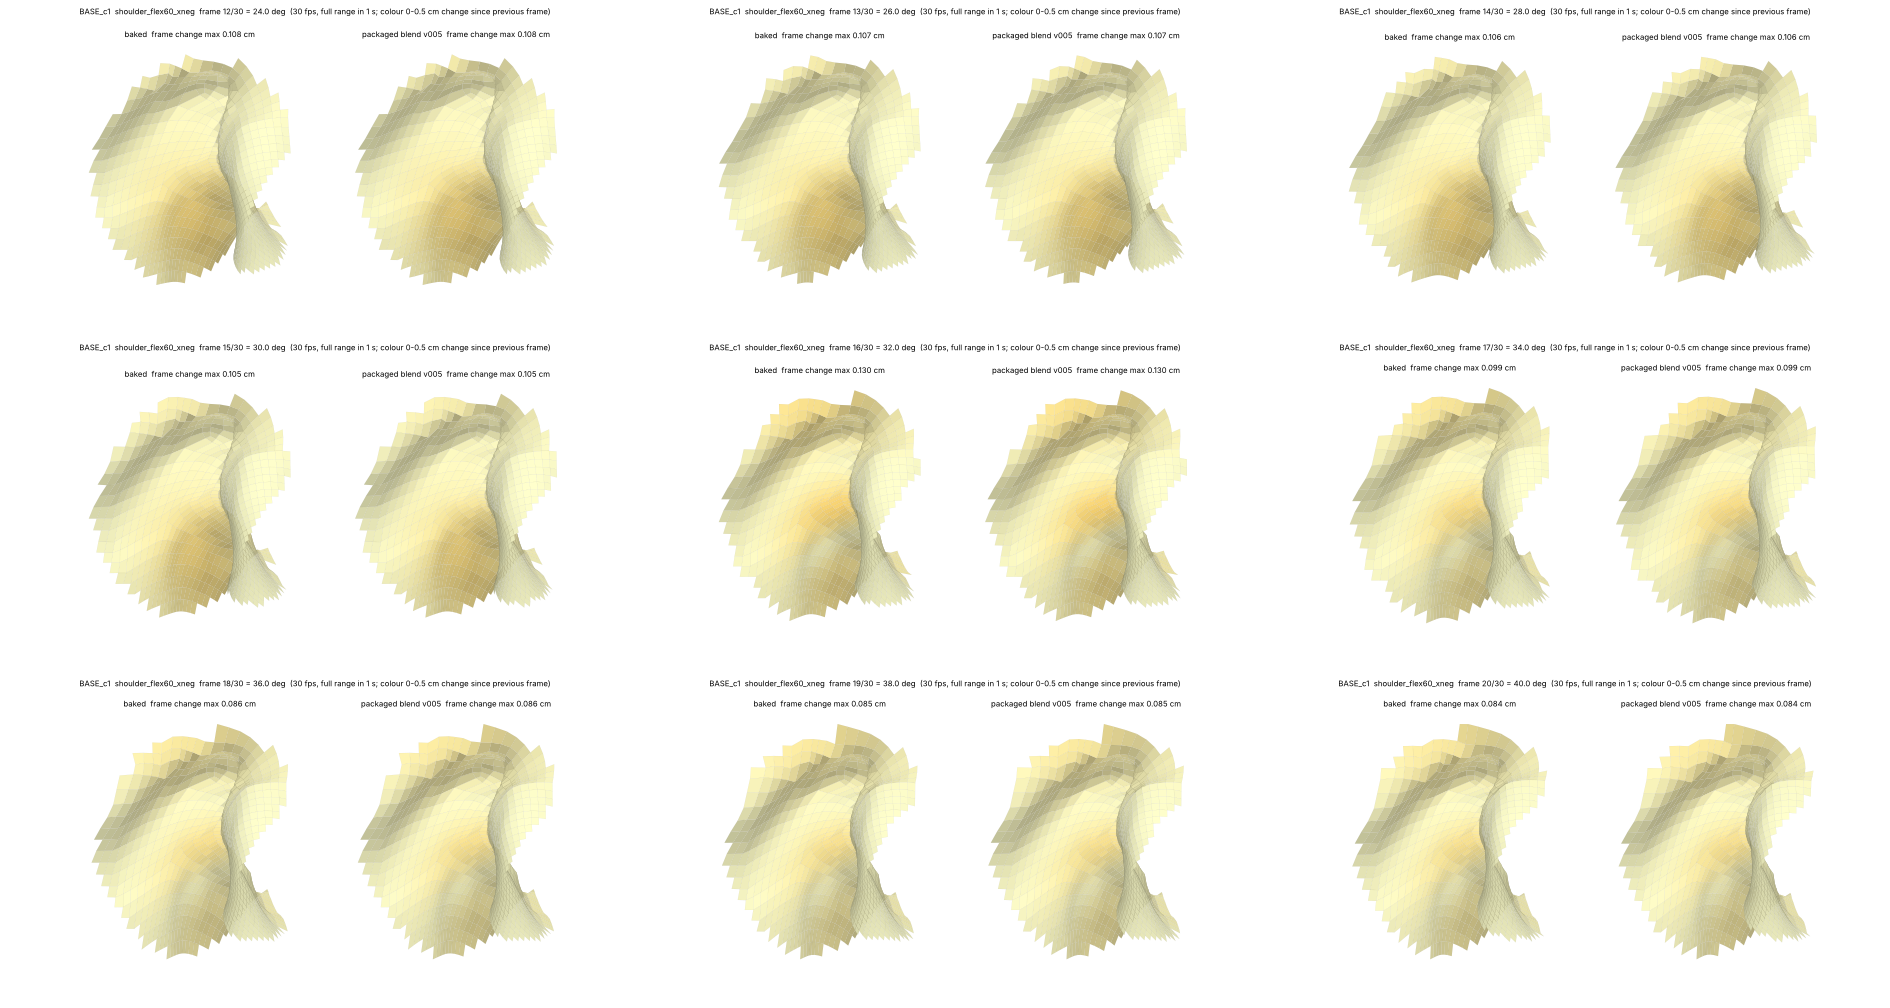 BASE_c1 shoulder_flex60_xneg frame 12/30 = 24.0 deg (30 fps, full range in 1 s; colour 0-0.5 cm change since previous frame)
baked frame change max 0.108 cm
packaged blend v005 frame change max 0.108 cm
BASE_c1 shoulder_flex60_xneg frame 13/30 = 26.0 deg (30 fps, full range in 1 s; colour 0-0.5 cm change since previous frame)
baked frame change max 0.107 cm
packaged blend v005 frame change max 0.107 cm
BASE_c1 shoulder_flex60_xneg frame 14/30 = 28.0 deg (30 fps, full range in 1 s; colour 0-0.5 cm change since previous frame)
baked frame change max 0.106 cm
packaged blend v005 frame change max 0.106 cm
BASE_c1 shoulder_flex60_xneg frame 15/30 = 30.0 deg (30 fps, full range in 1 s; colour 0-0.5 cm change since previous frame)
baked frame change max 0.105 cm
packaged blend v005 frame change max 0.105 cm
BASE_c1 shoulder_flex60_xneg frame 16/30 = 32.0 deg (30 fps, full range in 1 s; colour 0-0.5 cm change since previous frame)
baked frame change max 0.130 cm
packaged blend v005 frame change max 0.130 cm
BASE_c1 shoulder_flex60_xneg frame 17/30 = 34.0 deg (30 fps, full range in 1 s; colour 0-0.5 cm change since previous frame)
baked frame change max 0.099 cm
packaged blend v005 frame change max 0.099 cm
BASE_c1 shoulder_flex60_xneg frame 18/30 = 36.0 deg (30 fps, full range in 1 s; colour 0-0.5 cm change since previous frame)
baked frame change max 0.086 cm
packaged blend v005 frame change max 0.086 cm
BASE_c1 shoulder_flex60_xneg frame 19/30 = 38.0 deg (30 fps, full range in 1 s; colour 0-0.5 cm change since previous frame)
baked frame change max 0.085 cm
packaged blend v005 frame change max 0.085 cm
BASE_c1 shoulder_flex60_xneg frame 20/30 = 40.0 deg (30 fps, full range in 1 s; colour 0-0.5 cm change since previous frame)
baked frame change max 0.084 cm
packaged blend v005 frame change max 0.084 cm